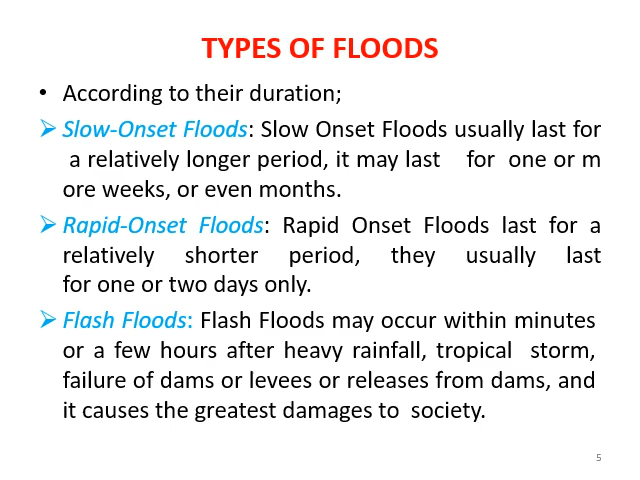 TYPES OF FLOODS
• According to their duration;
➢ Slow-Onset Floods: Slow Onset Floods usually last for
a relatively longer period, it may last for one or m
ore weeks, or even months.
➢ Rapid-Onset Floods: Rapid Onset Floods last for a
relatively shorter period, they usually last
for one or two days only.
➢ Flash Floods: Flash Floods may occur within minutes
or a few hours after heavy rainfall, tropical storm,
failure of dams or levees or releases from dams, and
it causes the greatest damages to society.
5